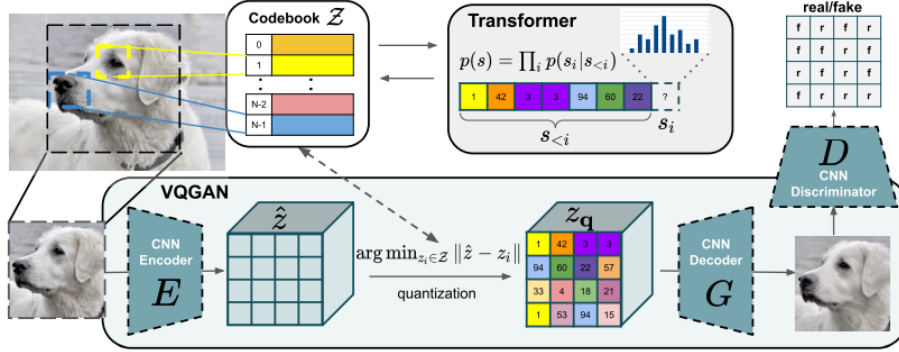 Codebook 𝒵
0
1
N-2
N-1
Transformer
p(s) = ∏ᵢ p(sᵢ|s<ᵢ)
1 42 3 3 94 60 22 ?
s<ᵢ sᵢ
real/fake
f r f r
f f r f
r f r r
f r r r
D
CNN
Discriminator
VQGAN
CNN
Encoder
E
ẑ
arg min_{zᵢ∈𝒵} ‖ẑ − zᵢ‖
quantization
z_𝐪
1 42 3 3
94 60 22 57
33 4 18 21
1 53 94 15
CNN
Decoder
G